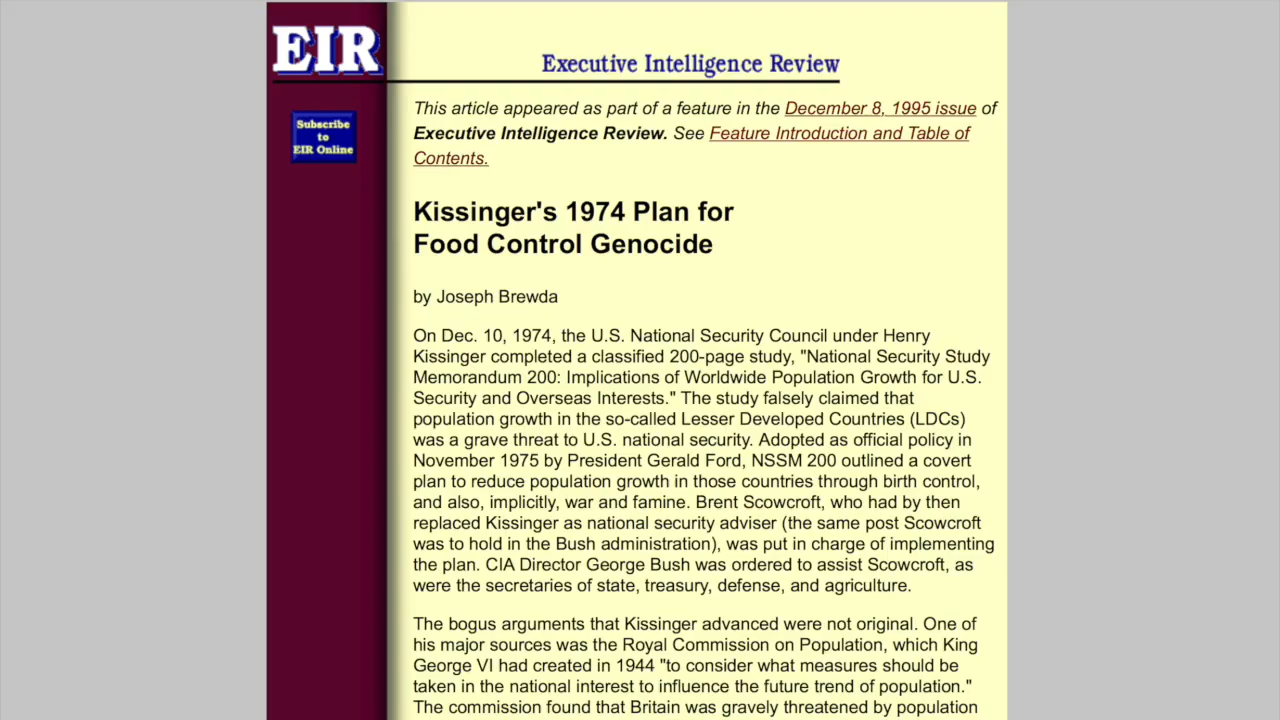 EIR
Executive Intelligence Review
Subscribe
to
EIR Online
This article appeared as part of a feature in the December 8, 1995 issue of
Executive Intelligence Review. See Feature Introduction and Table of
Contents.
Kissinger's 1974 Plan for
Food Control Genocide
by Joseph Brewda
On Dec. 10, 1974, the U.S. National Security Council under Henry
Kissinger completed a classified 200-page study, "National Security Study
Memorandum 200: Implications of Worldwide Population Growth for U.S.
Security and Overseas Interests." The study falsely claimed that
population growth in the so-called Lesser Developed Countries (LDCs)
was a grave threat to U.S. national security. Adopted as official policy in
November 1975 by President Gerald Ford, NSSM 200 outlined a covert
plan to reduce population growth in those countries through birth control,
and also, implicitly, war and famine. Brent Scowcroft, who had by then
replaced Kissinger as national security adviser (the same post Scowcroft
was to hold in the Bush administration), was put in charge of implementing
the plan. CIA Director George Bush was ordered to assist Scowcroft, as
were the secretaries of state, treasury, defense, and agriculture.
The bogus arguments that Kissinger advanced were not original. One of
his major sources was the Royal Commission on Population, which King
George VI had created in 1944 "to consider what measures should be
taken in the national interest to influence the future trend of population."
The commission found that Britain was gravely threatened by population